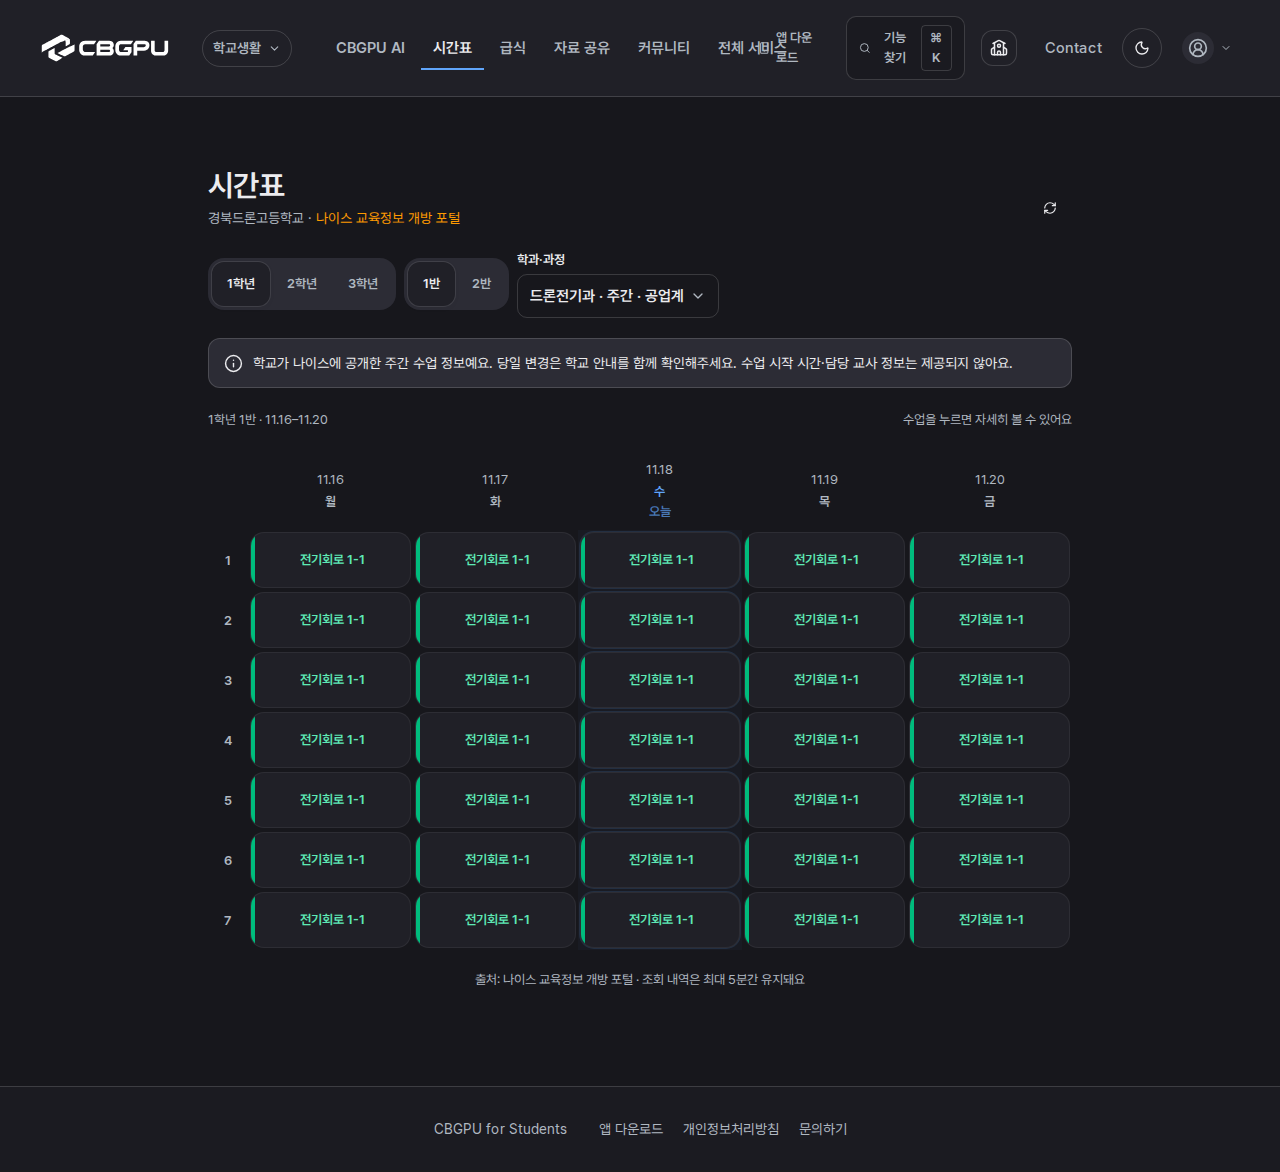 CBGPU
학교생활
CBGPU AI
시간표
급식
자료 공유
커뮤니티
전체 서비스
앱 다운
로드
기능
찾기
⌘
K
Contact
시간표
경북드론고등학교 · 나이스 교육정보 개방 포털
1학년 2학년 3학년
1반 2반
학과·과정
드론전기과 · 주간 · 공업계
학교가 나이스에 공개한 주간 수업 정보예요. 당일 변경은 학교 안내를 함께 확인해주세요. 수업 시작 시간·담당 교사 정보는 제공되지 않아요.
1학년 1반 · 11.16–11.20
수업을 누르면 자세히 볼 수 있어요
11.16 11.17 11.18 11.19 11.20
월 화 수 목 금
오늘
1 전기회로 1-1 전기회로 1-1 전기회로 1-1 전기회로 1-1 전기회로 1-1
2 전기회로 1-1 전기회로 1-1 전기회로 1-1 전기회로 1-1 전기회로 1-1
3 전기회로 1-1 전기회로 1-1 전기회로 1-1 전기회로 1-1 전기회로 1-1
4 전기회로 1-1 전기회로 1-1 전기회로 1-1 전기회로 1-1 전기회로 1-1
5 전기회로 1-1 전기회로 1-1 전기회로 1-1 전기회로 1-1 전기회로 1-1
6 전기회로 1-1 전기회로 1-1 전기회로 1-1 전기회로 1-1 전기회로 1-1
7 전기회로 1-1 전기회로 1-1 전기회로 1-1 전기회로 1-1 전기회로 1-1
출처: 나이스 교육정보 개방 포털 · 조회 내역은 최대 5분간 유지돼요
CBGPU for Students 앱 다운로드 개인정보처리방침 문의하기